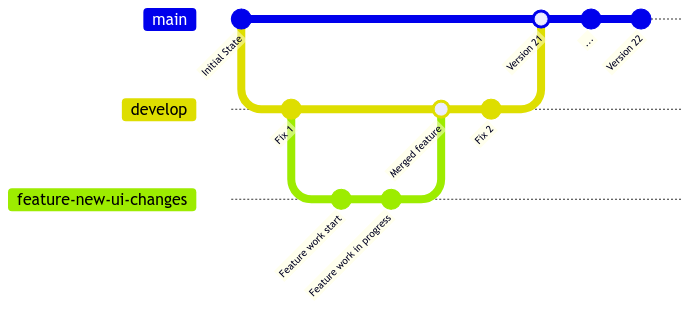 main
Initial State
Version 21
...
Version 22
develop
Fix 1
Merged feature
Fix 2
feature-new-ui-changes
Feature work start
Feature work in progress